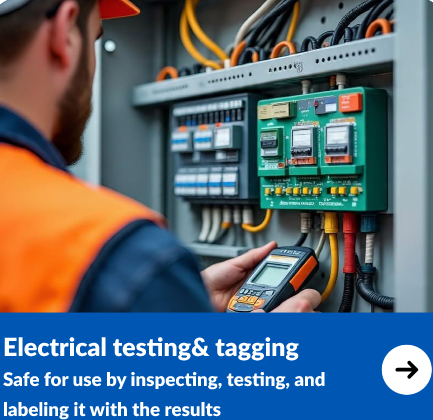 Electrical testing& tagging
Safe for use by inspecting, testing, and
labeling it with the results